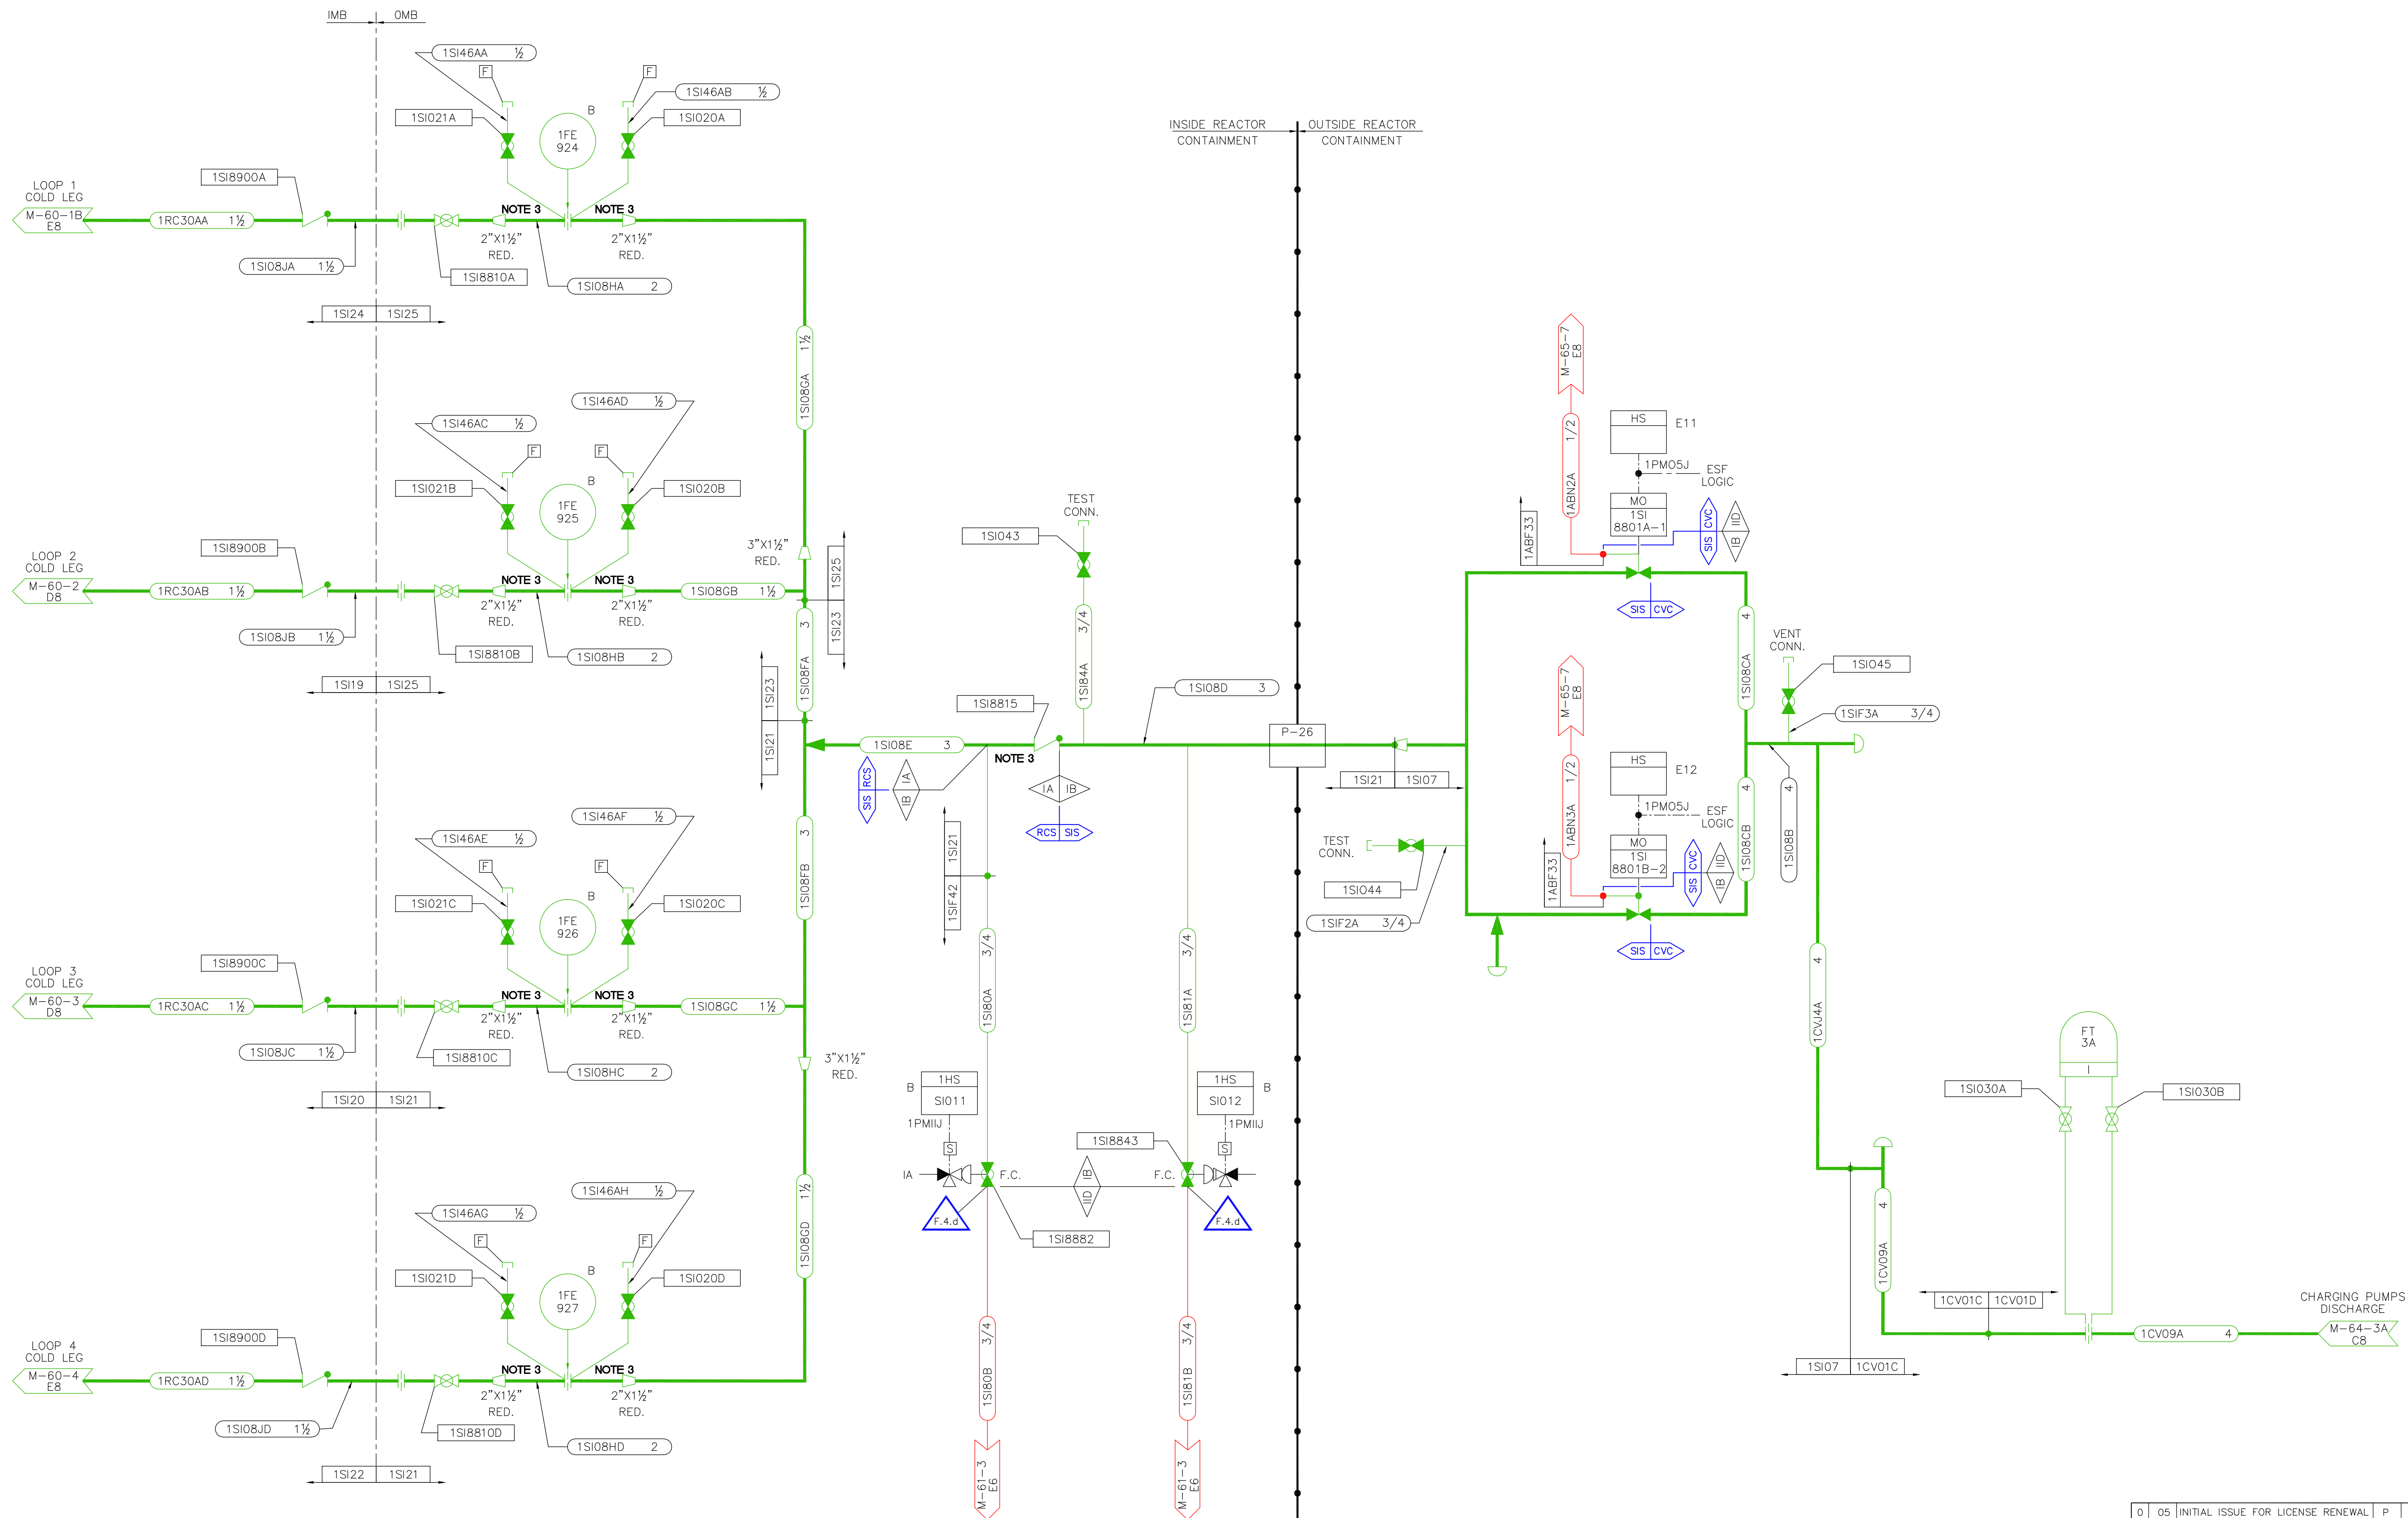 IMB
OMB
1SI46AA ½
F
F
1SI46AB ½
1SI021A
B
1FE
924
1SI020A
1SI8900A
LOOP 1
COLD LEG
M-60-1B
E8
1RC30AA 1½
NOTE 3
NOTE 3
2"X1½"
RED.
2"X1½"
RED.
1SI08JA 1½
1SI8810A
1SI08HA 2
1SI24
1SI25
1SI08GA 1½
1SI46AD ½
1SI46AC ½
F
F
1SI021B
B
1FE
925
1SI020B
1SI8900B
LOOP 2
COLD LEG
M-60-2
D8
1RC30AB 1½
NOTE 3
NOTE 3
2"X1½"
RED.
2"X1½"
RED.
1SI08GB 1½
3"X1½"
RED.
1SI25
1SI23
1SI08JB 1½
1SI8810B
1SI08HB 2
1SI08FA 3
1SI23
1SI21
1SI19
1SI25
1SI46AF ½
1SI46AE ½
F
F
1SI021C
B
1FE
926
1SI020C
1SI8900C
1SI08FB 3
LOOP 3
COLD LEG
M-60-3
D8
1RC30AC 1½
NOTE 3
NOTE 3
2"X1½"
RED.
2"X1½"
RED.
1SI08GC 1½
1SI08JC 1½
1SI8810C
1SI08HC 2
3"X1½"
RED.
1SI20
1SI21
1SI46AH ½
1SI46AG ½
F
F
1SI021D
B
1FE
927
1SI020D
1SI08GD 1½
1SI8900D
LOOP 4
COLD LEG
M-60-4
E8
1RC30AD 1½
NOTE 3
NOTE 3
2"X1½"
RED.
2"X1½"
RED.
1SI08JD 1½
1SI8810D
1SI08HD 2
1SI22
1SI21
INSIDE REACTOR
CONTAINMENT
OUTSIDE REACTOR
CONTAINMENT
TEST
CONN.
1SI043
1SI84A 3/4
1SI8815
1SI08D 3
P-26
1SI08E 3
NOTE 3
SIS RCS
IB IA
IA IB
RCS SIS
1SI21
1SIF42
1SI80A 3/4
1SI81A 3/4
B
1HS
SI011
1PMIIJ
S
IA
F.C.
F.4.d
1SI8882
1SI8843
IID IB
1HS
SI012
B
1PMIIJ
S
F.C.
F.4.d
1SI80B 3/4
1SI81B 3/4
M-61-3
E6
M-61-3
E6
1SI21
1SI07
TEST
CONN.
1SI044
1SIF2A 3/4
M-65-7
E8
1ABN2A 1/2
HS
E11
1PM05J
ESF
LOGIC
MO
1SI
8801A-1
1ABF33
SIS CVC
IB IID
SIS CVC
M-65-7
E8
1ABN3A 1/2
HS
E12
1PM05J
ESF
LOGIC
MO
1SI
8801B-2
1ABF33
SIS CVC
IB IID
SIS CVC
1SI08CA 4
1SI08CB 4
VENT
CONN.
1SI045
1SIF3A 3/4
1SI08B 4
1CVJ4A 4
FT
3A
I
1SI030A
1SI030B
1CV09A 4
1CV01C
1CV01D
1SI07
1CV01C
1CV09A 4
CHARGING PUMPS
DISCHARGE
M-64-3A
C8
0 05 INITIAL ISSUE FOR LICENSE RENEWAL P